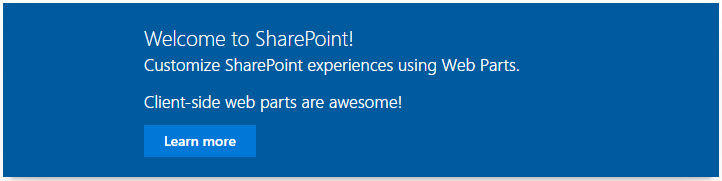 Welcome to SharePoint!
Customize SharePoint experiences using Web Parts.
Client-side web parts are awesome!
Learn more